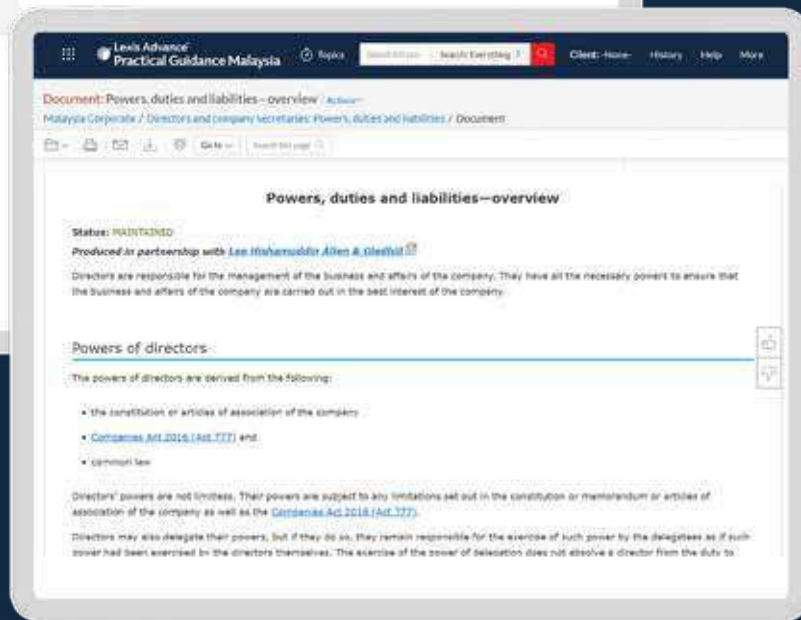 Lexis Advance®
Practical Guidance Malaysia
Topics
Search Everything
Client: -None-
History
Help
More
Document: Powers, duties and liabilities—overview Actions
Malaysia Corporate / Directors and company secretaries: Powers, duties and liabilities / Document
Go to
Search this page
Powers, duties and liabilities—overview
Status: MAINTAINED
Produced in partnership with Lee Hishammuddin Allen & Gledhill
Directors are responsible for the management of the business and affairs of the company. They have all the necessary powers to ensure that
the business and affairs of the company are carried out in the best interest of the company.
Powers of directors
The powers of directors are derived from the following:
• the constitution or articles of association of the company
• Companies Act 2016 (Act 777) and
• common law
Directors' powers are not limitless. Their powers are subject to any limitations set out in the constitution or memorandum or articles of
association of the company as well as the Companies Act 2016 (Act 777).
Directors may also delegate their powers, but if they do so, they remain responsible for the exercise of such power by the delegatees as if such
power had been exercised by the directors themselves. The exercise of the power of delegation does not absolve a director from the duty to